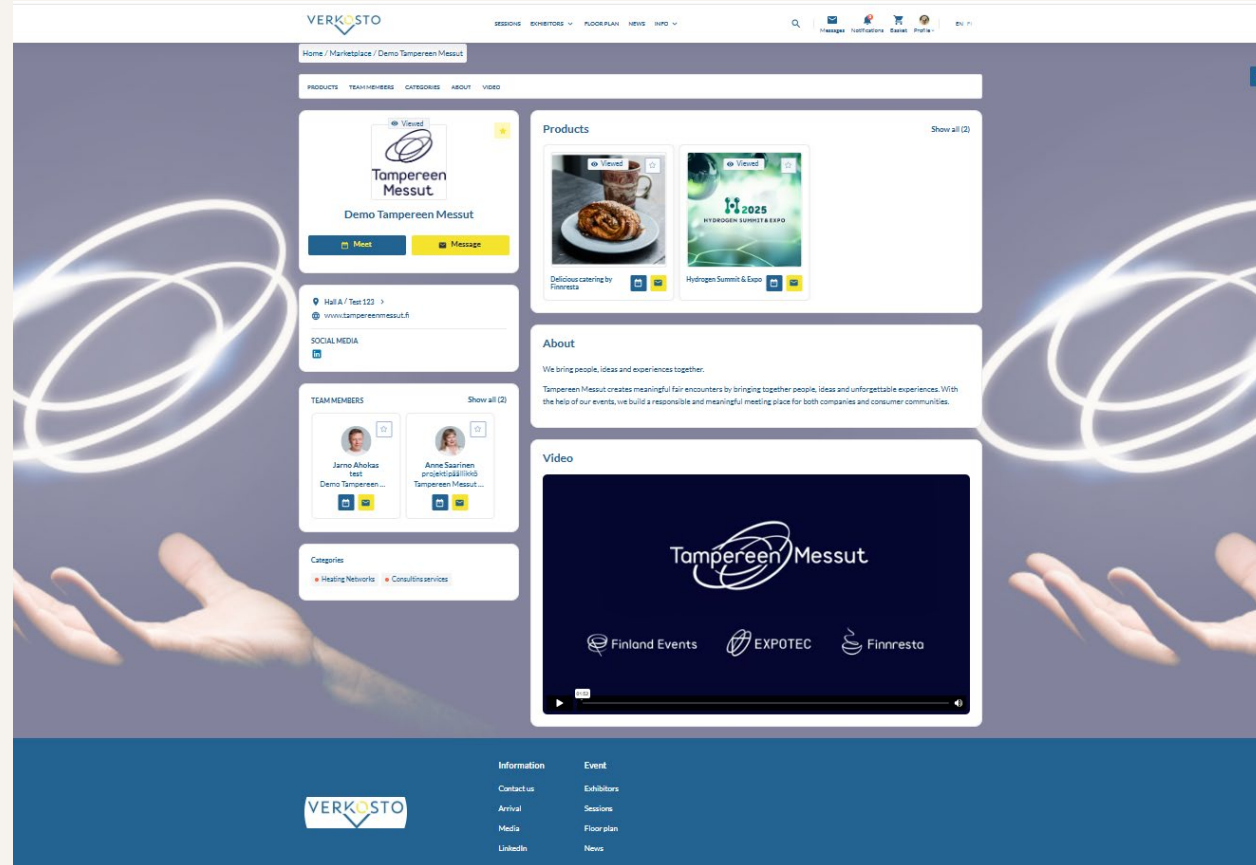 VERKOSTO
SESSIONS EXHIBITORS FLOORPLAN NEWS INFO
Messages Notifications Basket Profile
EN FI
Home / Marketplace / Demo Tampereen Messut
PRODUCTS TEAM MEMBERS CATEGORIES ABOUT VIDEO
Viewed
Tampereen
Messut
Demo Tampereen Messut
Meet
Message
Hall A / Test 123
www.tampereenmessut.fi
SOCIAL MEDIA
in
TEAM MEMBERS
Show all (2)
Jarno Ahokas
test
Demo Tampereen ...
Anne Saarinen
projektipäällikkö
Tampereen Messut ...
Categories
Heating Networks
Consultins services
Products
Show all (2)
Viewed
Delicious catering by
Finnresta
Viewed
2025
HYDROGEN SUMMIT & EXPO
Hydrogen Summit & Expo
About
We bring people, ideas and experiences together.
Tampereen Messut creates meaningful fair encounters by bringing together people, ideas and unforgettable experiences. With
the help of our events, we build a responsible and meaningful meeting place for both companies and consumer communities.
Video
Tampereen Messut
Finland Events
EXPOTEC
Finnresta
01:52
VERKOSTO
Information
Contact us
Arrival
Media
LinkedIn
Event
Exhibitors
Sessions
Floor plan
News